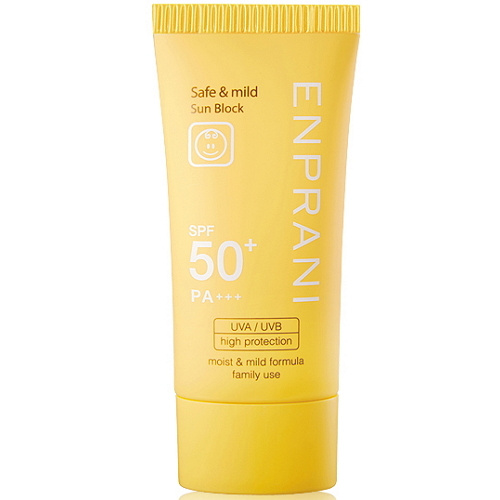 Safe & mild
Sun Block
ENPRANI
SPF
50+
PA+++
UVA / UVB
high protection
moist & mild formula
family use